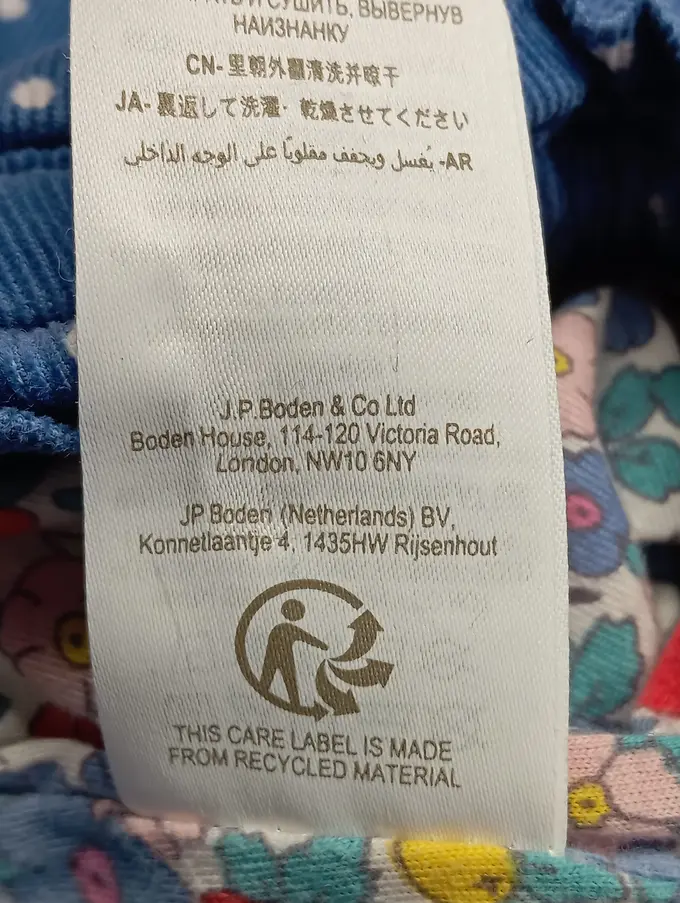 И СУШИТЬ, ВЫВЕРНУВ
НАИЗНАНКУ
CN- 里朝外翻清洗并晾干
JA- 裏返して洗濯・乾燥させてください
AR- يُغسل ويجفف مقلوبًا على الوجه الداخلي
J.P.Boden & Co Ltd
Boden House, 114-120 Victoria Road,
London, NW10 6NY
JP Boden (Netherlands) BV,
Konnetlaantje 4, 1435HW Rijsenhout
THIS CARE LABEL IS MADE
FROM RECYCLED MATERIAL